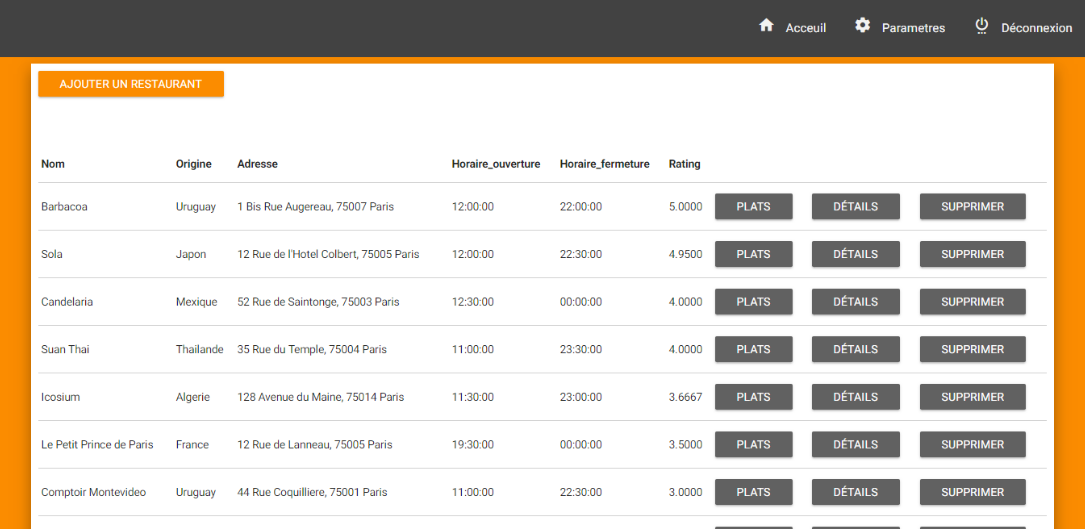 Acceuil Parametres Déconnexion
AJOUTER UN RESTAURANT
Nom Origine Adresse Horaire_ouverture Horaire_fermeture Rating
Barbacoa Uruguay 1 Bis Rue Augereau, 75007 Paris 12:00:00 22:00:00 5.0000 PLATS DÉTAILS SUPPRIMER
Sola Japon 12 Rue de l'Hotel Colbert, 75005 Paris 12:00:00 22:30:00 4.9500 PLATS DÉTAILS SUPPRIMER
Candelaria Mexique 52 Rue de Saintonge, 75003 Paris 12:30:00 00:00:00 4.0000 PLATS DÉTAILS SUPPRIMER
Suan Thai Thailande 35 Rue du Temple, 75004 Paris 11:00:00 23:30:00 4.0000 PLATS DÉTAILS SUPPRIMER
Icosium Algerie 128 Avenue du Maine, 75014 Paris 11:30:00 23:00:00 3.6667 PLATS DÉTAILS SUPPRIMER
Le Petit Prince de Paris France 12 Rue de Lanneau, 75005 Paris 19:30:00 00:00:00 3.5000 PLATS DÉTAILS SUPPRIMER
Comptoir Montevideo Uruguay 44 Rue Coquilliere, 75001 Paris 11:00:00 22:30:00 3.0000 PLATS DÉTAILS SUPPRIMER